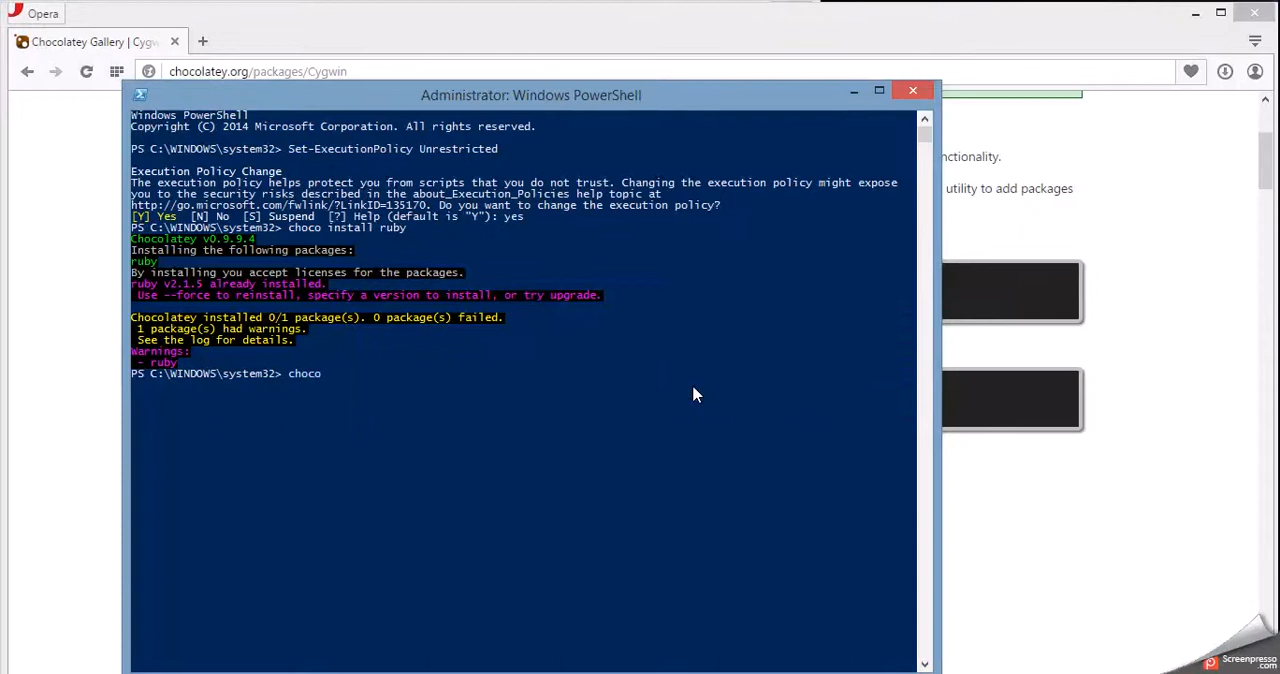 Opera
Chocolatey Gallery | Cygw
chocolatey.org/packages/Cygwin
Administrator: Windows PowerShell
Windows PowerShell
Copyright (C) 2014 Microsoft Corporation. All rights reserved.
PS C:\WINDOWS\system32> Set-ExecutionPolicy Unrestricted
Execution Policy Change
The execution policy helps protect you from scripts that you do not trust. Changing the execution policy might expose
you to the security risks described in the about_Execution_Policies help topic at
http://go.microsoft.com/fwlink/?LinkID=135170. Do you want to change the execution policy?
[Y] Yes  [N] No  [S] Suspend  [?] Help (default is "Y"): yes
PS C:\WINDOWS\system32> choco install ruby
Chocolatey v0.9.9.4
Installing the following packages:
ruby
By installing you accept licenses for the packages.
ruby v2.1.5 already installed.
Use --force to reinstall, specify a version to install, or try upgrade.
Chocolatey installed 0/1 package(s). 0 package(s) failed.
1 package(s) had warnings.
See the log for details.
Warnings:
- ruby
PS C:\WINDOWS\system32> choco
nctionality.
utility to add packages
Screenpresso
.com